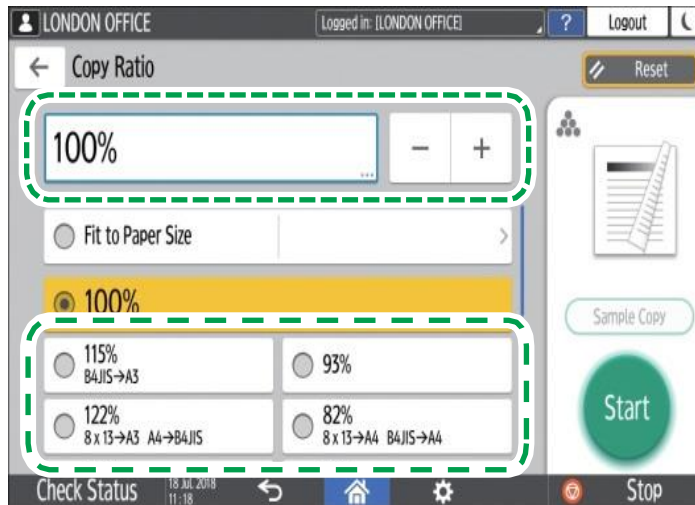 LONDON OFFICE
Logged in: [LONDON OFFICE]
?
Logout
Copy Ratio
Reset
100%
...
− +
Fit to Paper Size
100%
115%
B4JIS→A3
93%
122%
8 x 13→A3 A4→B4JIS
82%
8 x 13→A4 B4JIS→A4
Sample Copy
Start
Check Status
18 JUL 2018
11:18
Stop